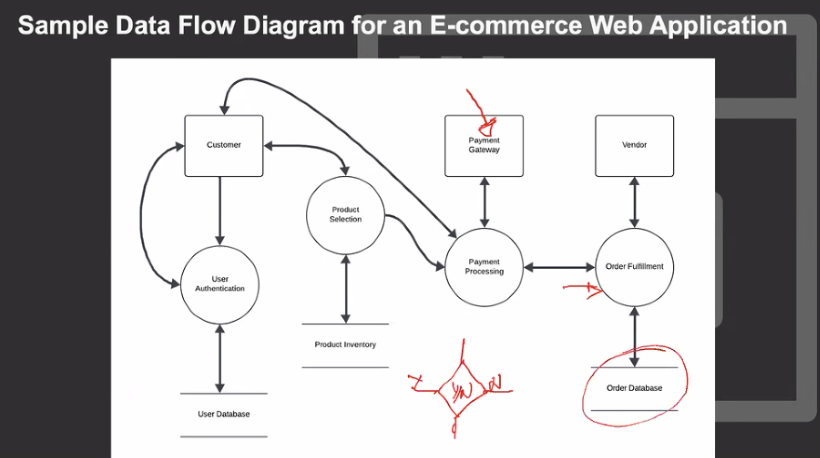 Sample Data Flow Diagram for an E-commerce Web Application
Customer
Payment
Gateway
Vendor
Product
Selection
User
Authentication
Payment
Processing
Order Fulfillment
Product Inventory
Order Database
User Database
Y/N
N